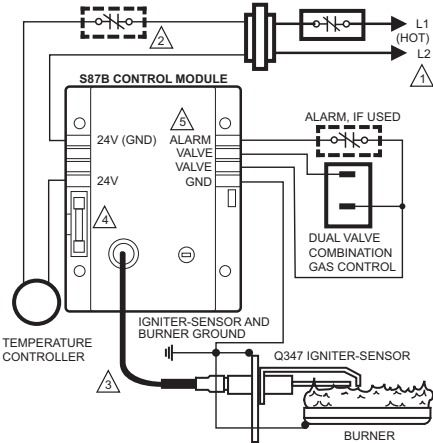 L1
(HOT)
2
L2
1
S87B CONTROL MODULE
5
ALARM, IF USED
24V (GND) ALARM
VALVE
VALVE
24V GND
4
DUAL VALVE
COMBINATION
GAS CONTROL
TEMPERATURE
CONTROLLER
IGNITER-SENSOR AND
BURNER GROUND
3
Q347 IGNITER-SENSOR
BURNER